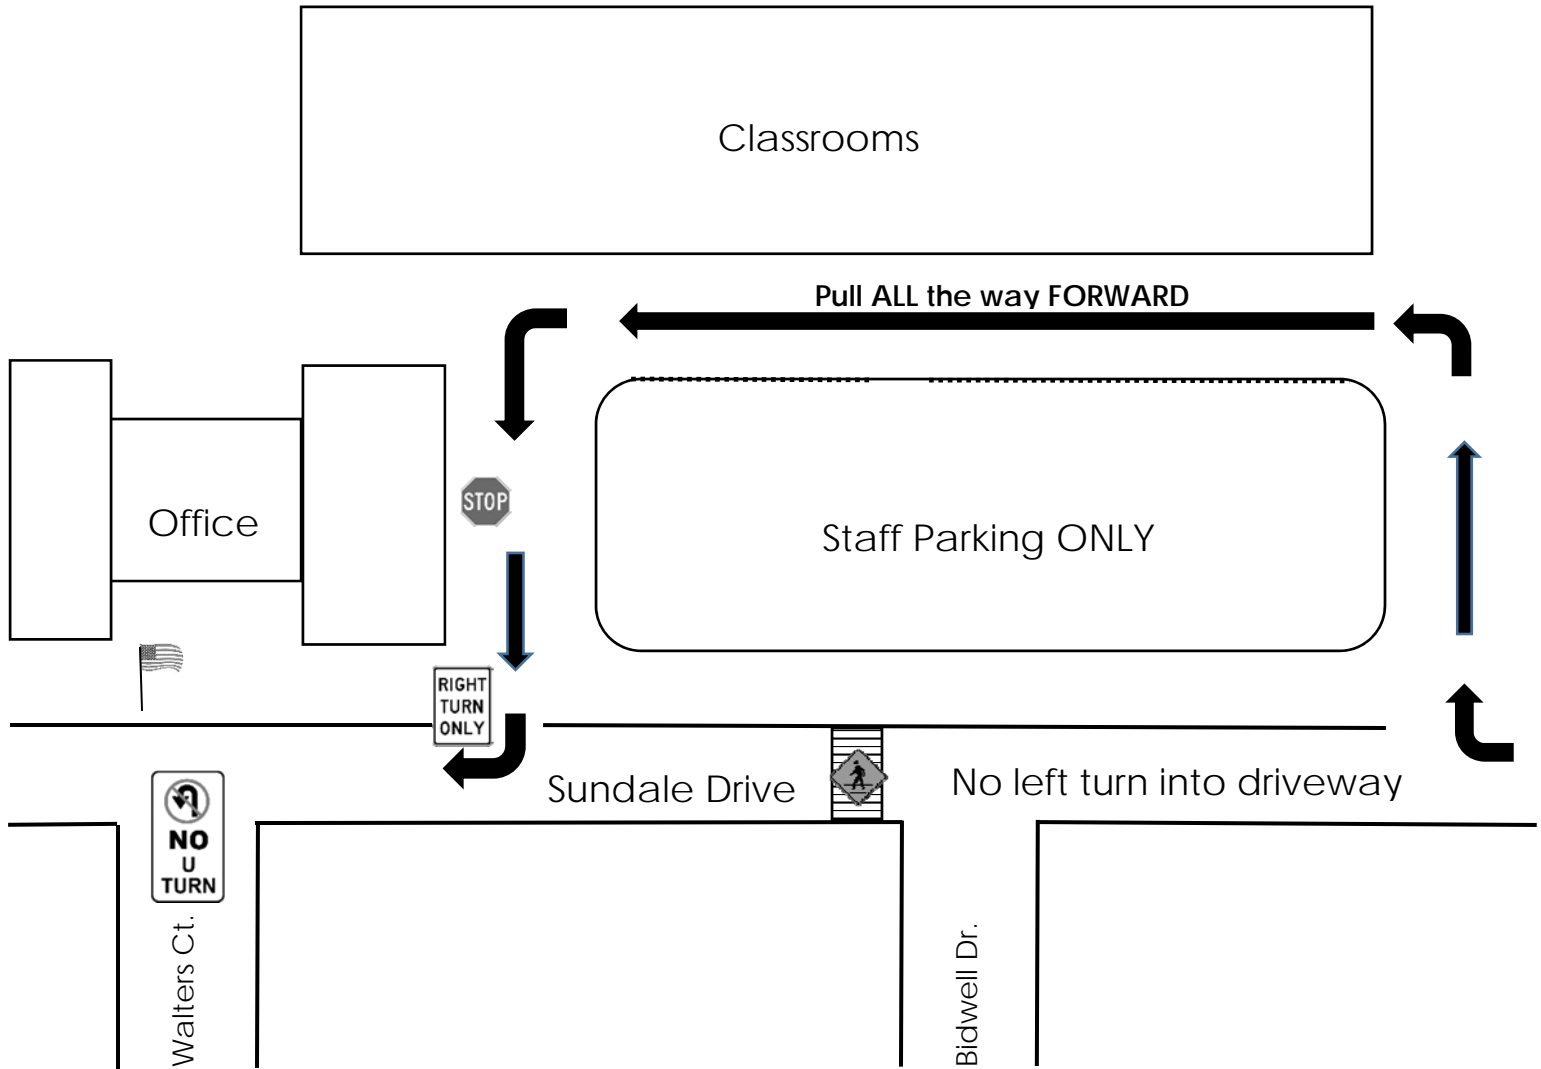 Classrooms
Pull ALL the way FORWARD
STOP
Office
Staff Parking ONLY
RIGHT
TURN
ONLY
Sundale Drive
No left turn into driveway
NO
U
TURN
Walters Ct.
Bidwell Dr.